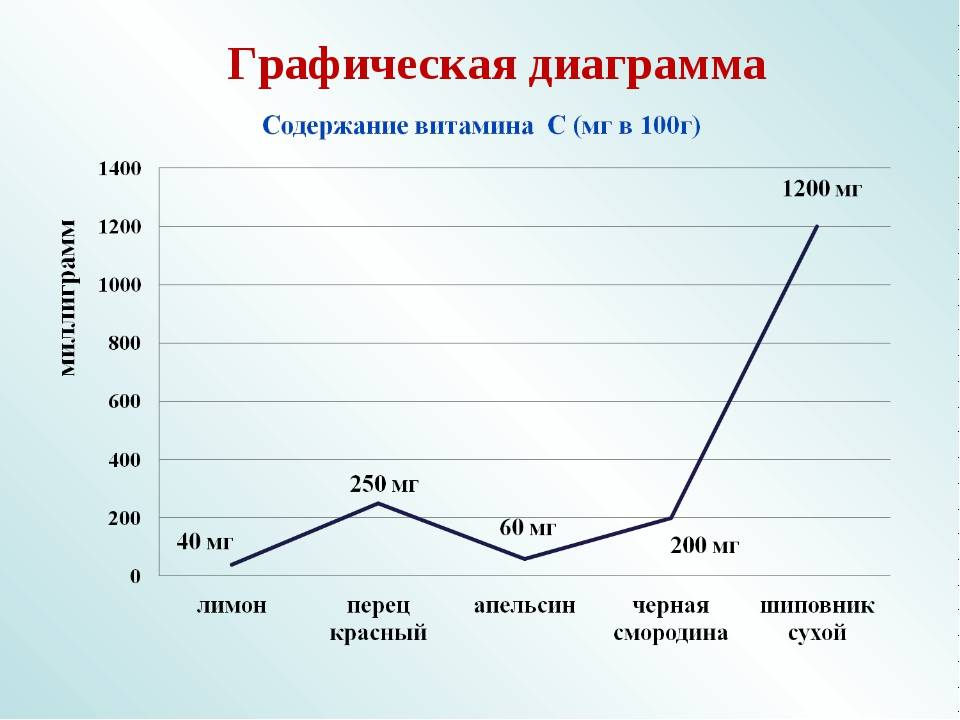 Графическая диаграмма
Содержание витамина С (мг в 100г)
миллиграмм
1400
1200
1000
800
600
400
200
0
40 мг
250 мг
60 мг
200 мг
1200 мг
лимон
перец
красный
апельсин
черная
смородина
шиповник
сухой